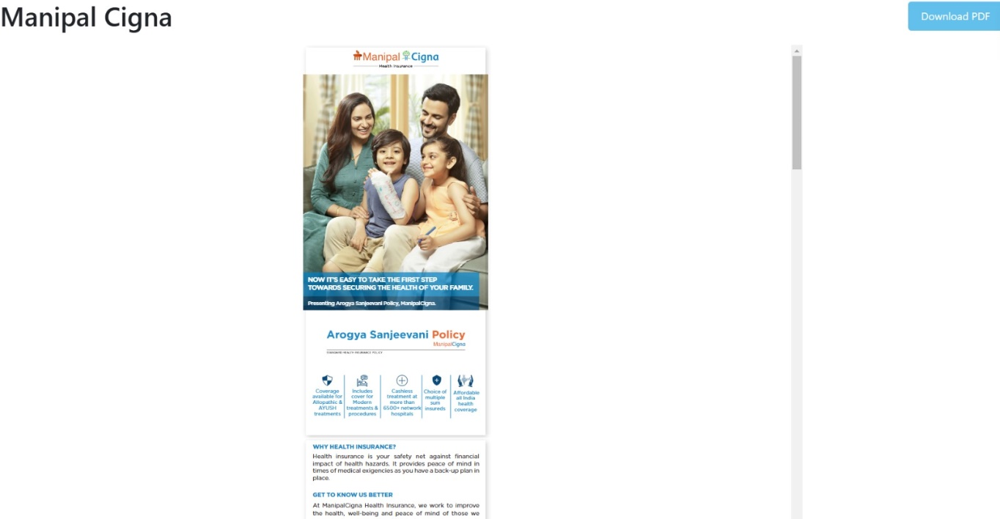 Manipal Cigna
Download PDF
Manipal Cigna
Health Insurance
NOW IT'S EASY TO TAKE THE FIRST STEP
TOWARDS SECURING THE HEALTH OF YOUR FAMILY.
Presenting Arogya Sanjeevani Policy, ManipalCigna.
Arogya Sanjeevani Policy
ManipalCigna
STANDARD HEALTH INSURANCE POLICY
Coverage
available for
Allopathic &
AYUSH
treatments
Includes
cover for
Modern
treatments &
procedures
Cashless
treatment at
more than
6500+ network
hospitals
Choice of
multiple
sum
insureds
Affordable
all India
health
coverage
WHY HEALTH INSURANCE?
Health insurance is your safety net against financial
impact of health hazards. It provides peace of mind in
times of medical exigencies as you have a back-up plan in
place.
GET TO KNOW US BETTER
At ManipalCigna Health Insurance, we work to improve
the health, well-being and peace of mind of those we